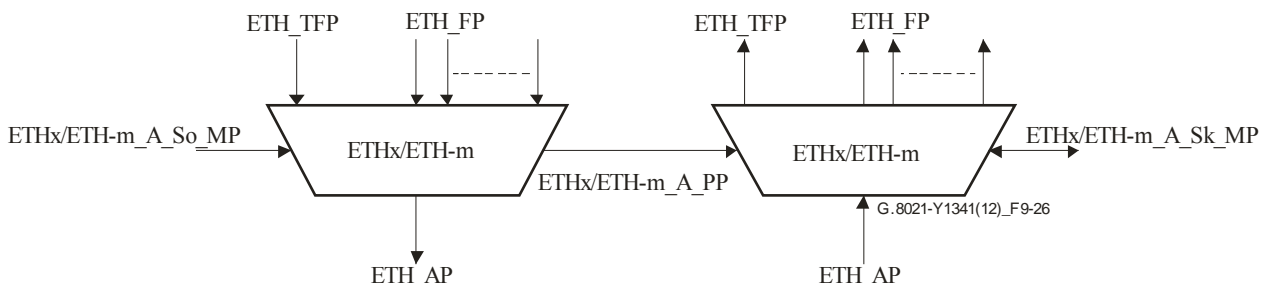 ETH_TFP
ETH_FP
ETH_TFP
ETH_FP
ETHx/ETH-m_A_So_MP
ETHx/ETH-m
ETHx/ETH-m
ETHx/ETH-m_A_Sk_MP
ETHx/ETH-m_A_PP
G.8021-Y1341(12)_F9-26
ETH_AP
ETH_AP